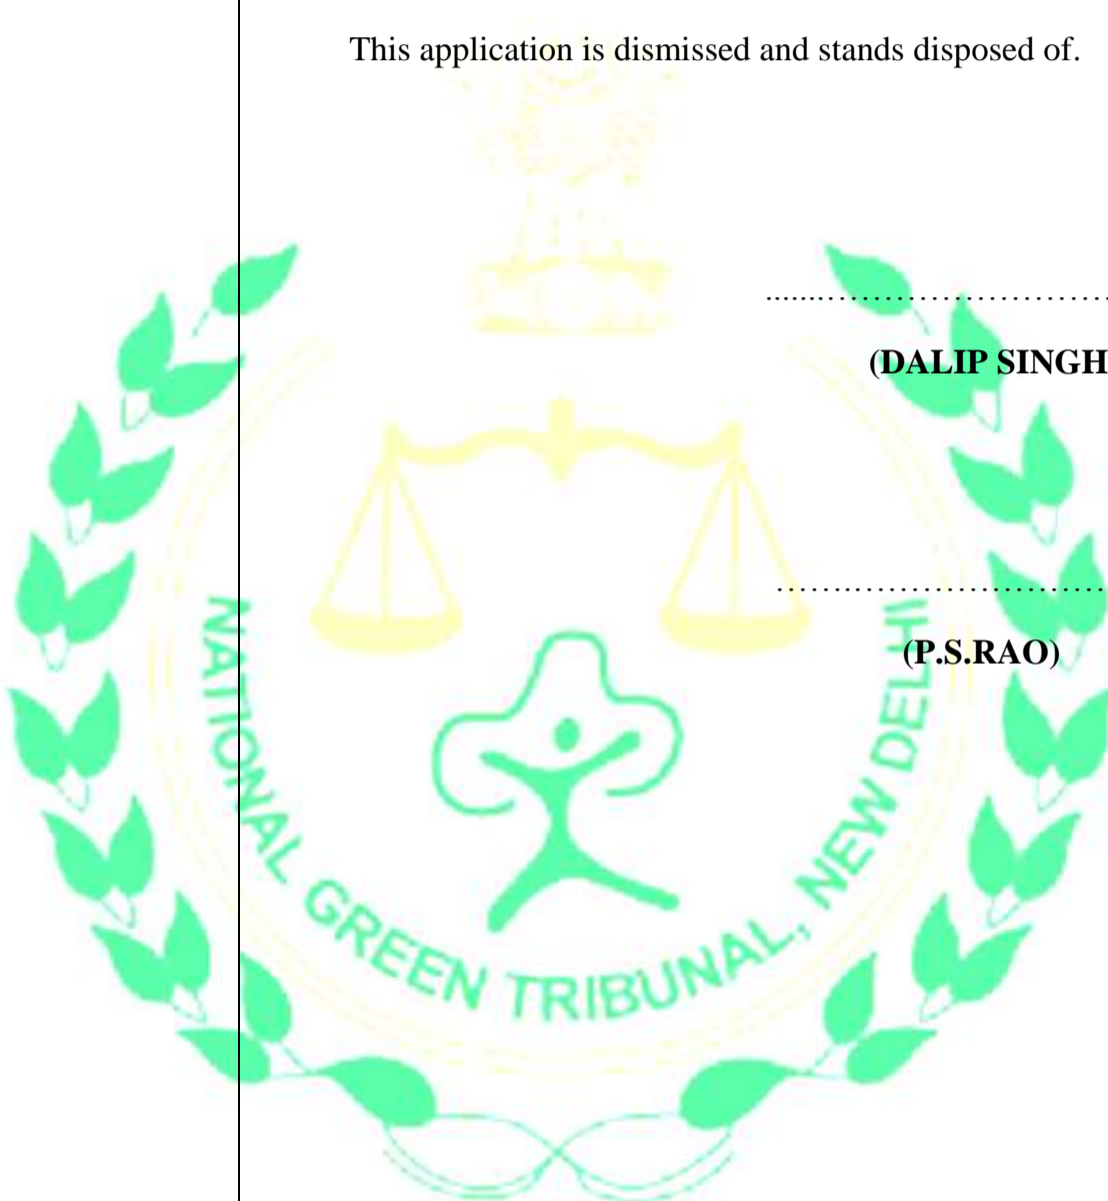 This application is dismissed and stands disposed of.
…………………………………
(DALIP SINGH
…………………………………
(P.S.RAO)
NATIONAL GREEN TRIBUNAL, NEW DELHI